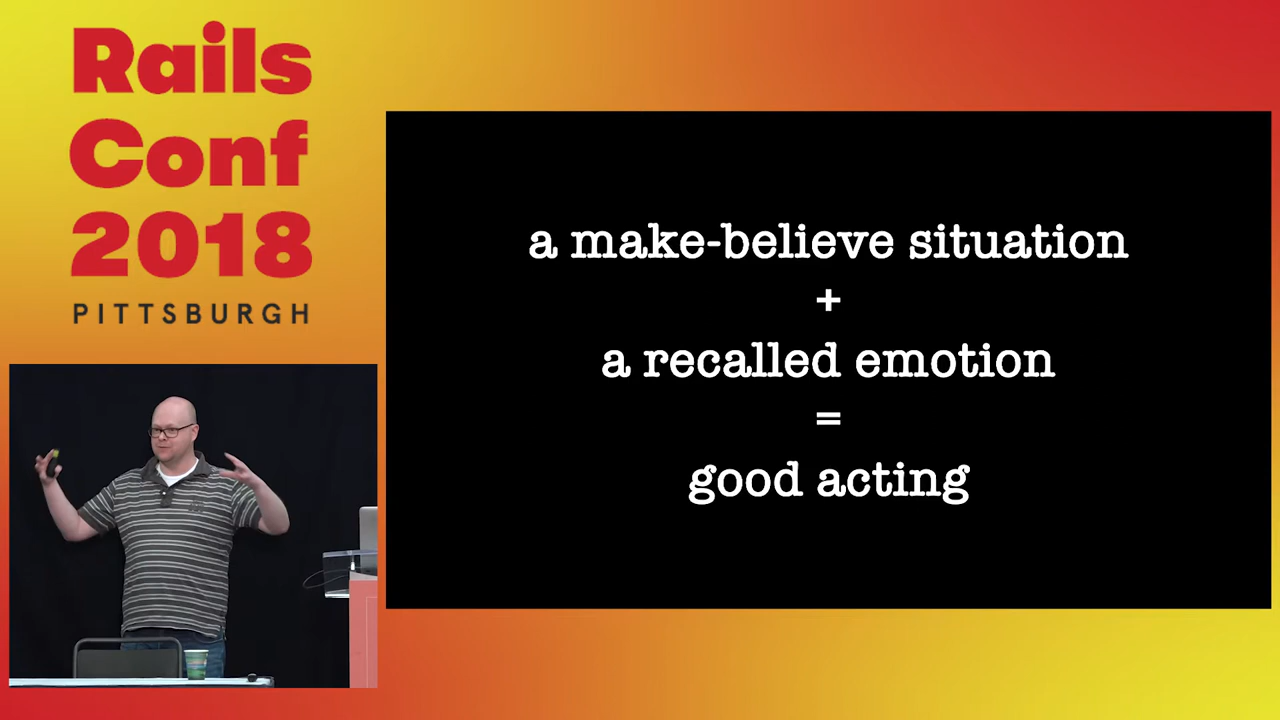 Rails
Conf
2018
PITTSBURGH
a make-believe situation
+
a recalled emotion
=
good acting